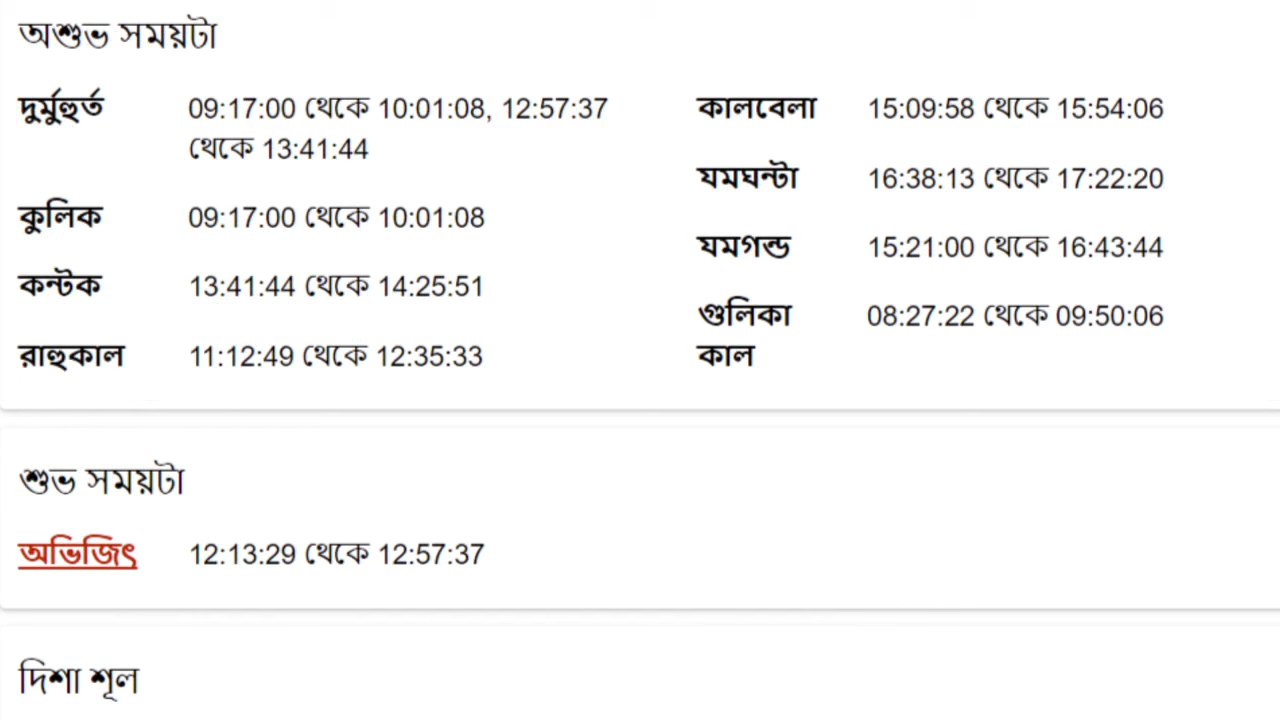 অশুভ সময়টা
দুর্মুহুর্ত 09:17:00 থেকে 10:01:08, 12:57:37
থেকে 13:41:44
কুলিক 09:17:00 থেকে 10:01:08
কন্টক 13:41:44 থেকে 14:25:51
রাহুকাল 11:12:49 থেকে 12:35:33
কালবেলা 15:09:58 থেকে 15:54:06
যমঘন্টা 16:38:13 থেকে 17:22:20
যমগন্ড 15:21:00 থেকে 16:43:44
গুলিকা 08:27:22 থেকে 09:50:06
কাল
শুভ সময়টা
অভিজিৎ 12:13:29 থেকে 12:57:37
দিশা শূল